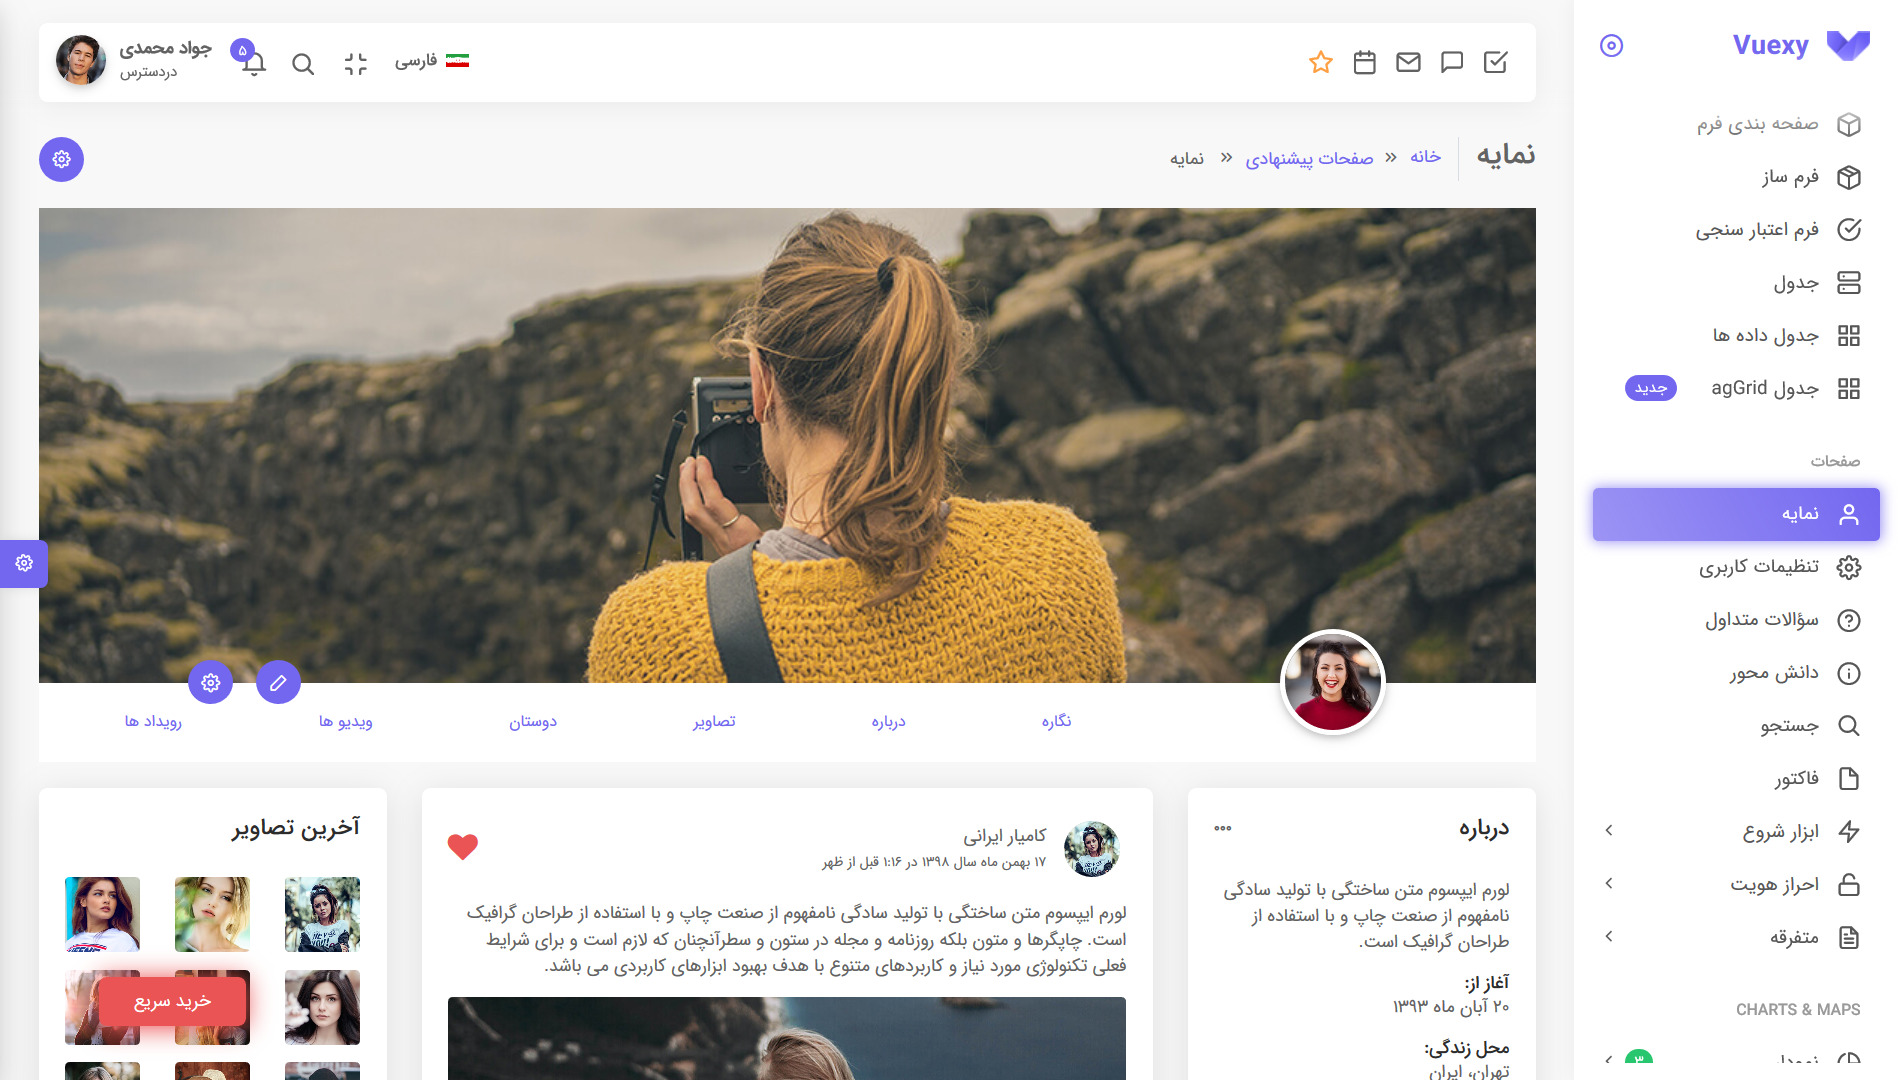 Vuexy
صفحه بندی فرم
فرم ساز
فرم اعتبار سنجی
جدول
جدول داده ها
جدول agGrid
جدید
صفحات
نمایه
تنظیمات کاربری
سؤالات متداول
دانش محور
جستجو
فاکتور
ابزار شروع
احراز هویت
متفرقه
CHARTS & MAPS
۳
فارسی
۵
جواد محمدی
دردسترس
نمایه
خانه » صفحات پیشنهادی » نمایه
نگاره
درباره
تصاویر
دوستان
ویدیو ها
رویداد ها
درباره
لورم ایپسوم متن ساختگی با تولید سادگی
نامفهوم از صنعت چاپ و با استفاده از
طراحان گرافیک است.
آغاز از:
۲۰ آبان ماه ۱۳۹۳
محل زندگی:
تهران، ایران
کامیار ایرانی
۱۷ بهمن ماه سال ۱۳۹۸ در ۱:۱۶ قبل از ظهر
لورم ایپسوم متن ساختگی با تولید سادگی نامفهوم از صنعت چاپ و با استفاده از طراحان گرافیک
است. چاپگرها و متون بلکه روزنامه و مجله در ستون و سطرآنچنان که لازم است و برای شرایط
فعلی تکنولوژی مورد نیاز و کاربردهای متنوع با هدف بهبود ابزارهای کاربردی می باشد.
آخرین تصاویر
خرید سریع